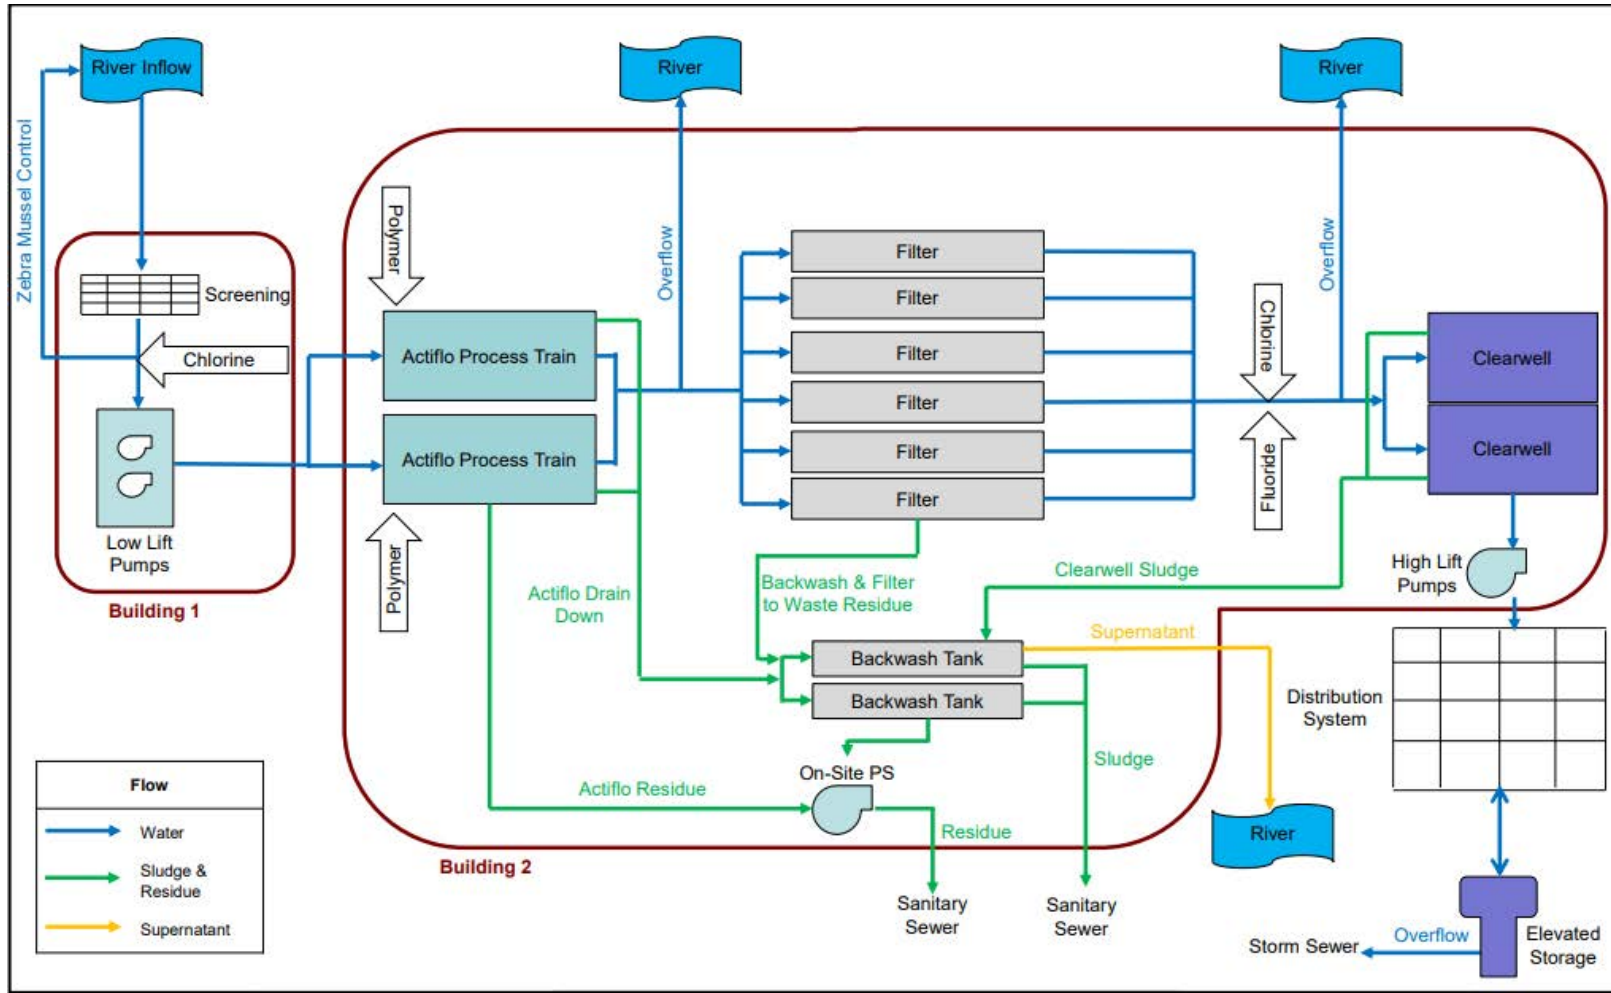 River Inflow
River
River
Zebra Mussel Control
Screening
Chlorine
Low Lift
Pumps
Building 1
Polymer
Actiflo Process Train
Actiflo Process Train
Polymer
Overflow
Filter
Filter
Filter
Filter
Filter
Filter
Chlorine
Fluoride
Overflow
Clearwell
Clearwell
High Lift
Pumps
Actiflo Drain
Down
Backwash & Filter
to Waste Residue
Clearwell Sludge
Supernatant
Backwash Tank
Backwash Tank
Distribution
System
Sludge
On-Site PS
Actiflo Residue
Residue
River
Building 2
Sanitary
Sewer
Sanitary
Sewer
Storm Sewer
Overflow
Elevated
Storage
Flow
Water
Sludge &
Residue
Supernatant